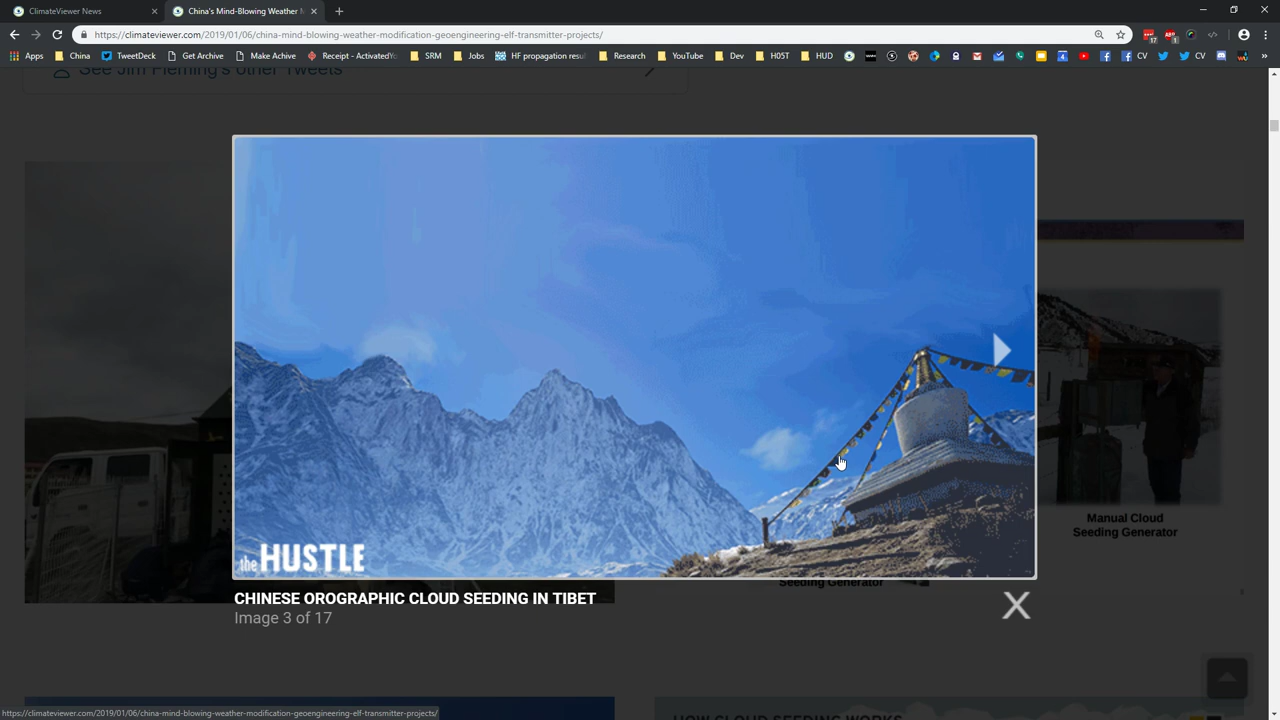 ClimateViewer News
China's Mind-Blowing Weather M
https://climateviewer.com/2019/01/06/china-mind-blowing-weather-modification-geoengineering-elf-transmitter-projects/
Apps China TweetDeck Get Archive Make Achive Receipt - ActivatedYo SRM Jobs HF propagation resul Research YouTube Dev H05T HUD CV CV
See Jim Fleming's other Tweets
theHUSTLE
Manual Cloud
Seeding Generator
Seeding Generator
CHINESE OROGRAPHIC CLOUD SEEDING IN TIBET
Image 3 of 17
https://climateviewer.com/2019/01/06/china-mind-blowing-weather-modification-geoengineering-elf-transmitter-projects/
HOW CLOUD SEEDING WORKS